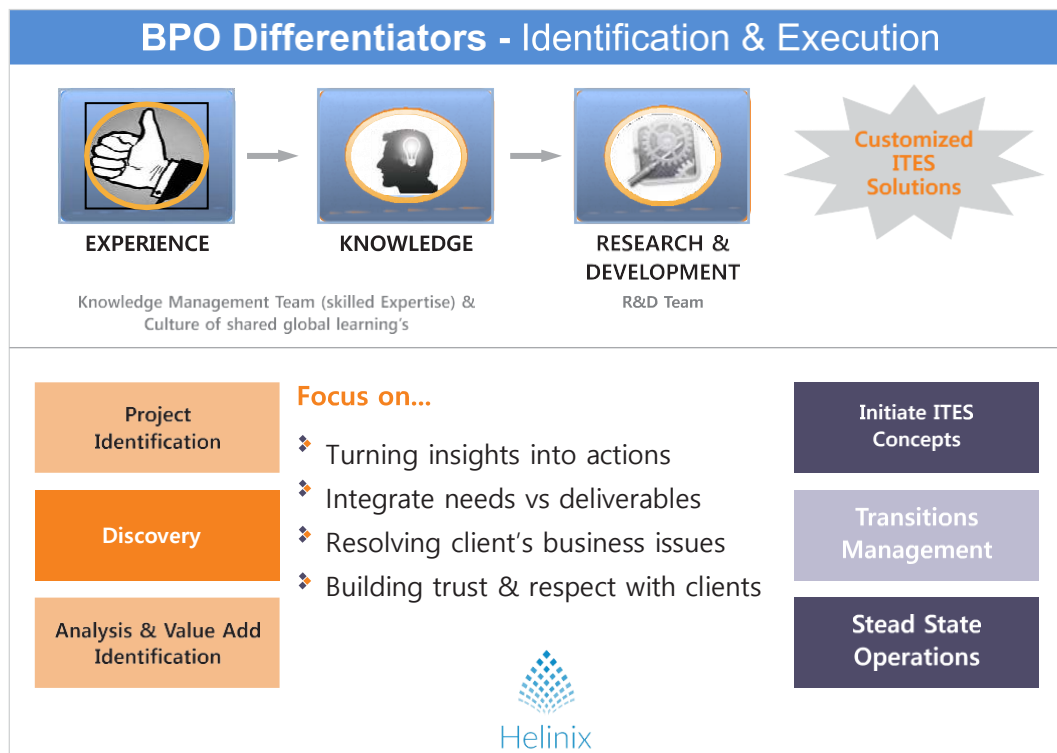 BPO Differentiators - Identification & Execution
Customized
ITES
Solutions
EXPERIENCE
KNOWLEDGE
RESEARCH &
DEVELOPMENT
Knowledge Management Team (skilled Expertise) &
Culture of shared global learning's
R&D Team
Project
Identification
Discovery
Analysis & Value Add
Identification
Focus on...
Turning insights into actions
Integrate needs vs deliverables
Resolving client's business issues
Building trust & respect with clients
Initiate ITES
Concepts
Transitions
Management
Stead State
Operations
Helinix